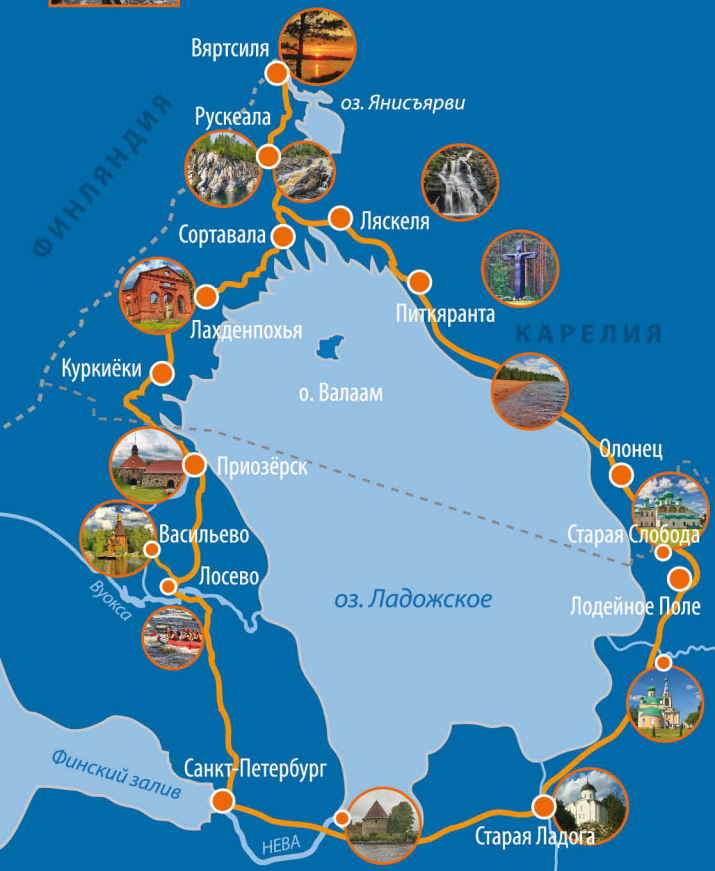 Вяртсиля
оз. Янисъярви
Рускеала
ФИНЛЯНДИЯ
Сортавала
Ляскеля
Питкяранта
КАРЕЛИЯ
Лахденпохья
Куркиёки
о. Валаам
Приозёрск
Олонец
Васильево
Старая Слобода
Лосево
Вуокса
оз. Ладожское
Лодейное Поле
Финский залив
Санкт-Петербург
НЕВА
Старая Ладога